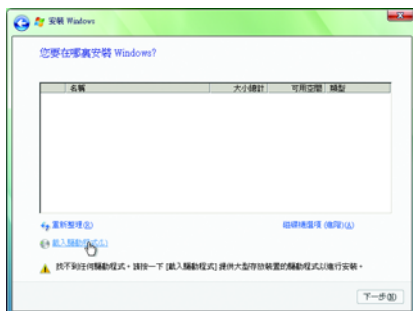 安裝 Windows
您要在哪裏安裝 Windows?
名稱 大小總計 可用空間 類型
重新整理(R) 磁碟機選項 (進階)(A)
載入驅動程式(L)
找不到任何驅動程式。請按一下 [載入驅動程式] 提供大型存放裝置的驅動程式以進行安裝。
下一步(N)